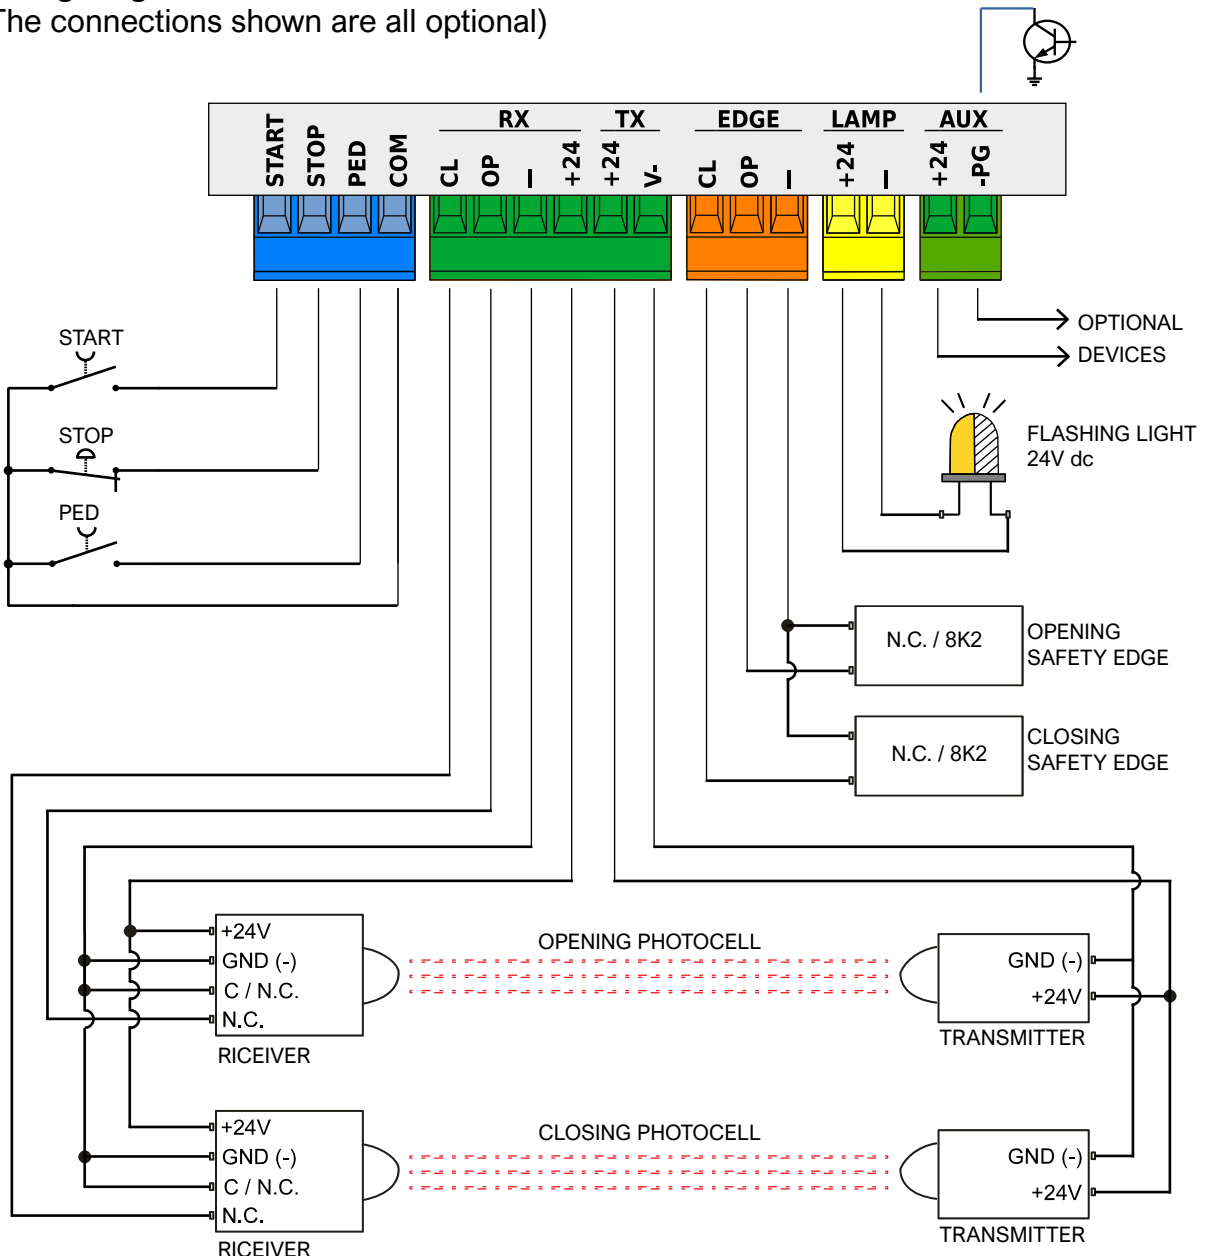 The connections shown are all optional)
RX TX EDGE LAMP AUX
START STOP PED COM CL OP – +24 +24 V- CL OP – +24 – +24 -PG
START
STOP
PED
OPTIONAL
DEVICES
FLASHING LIGHT
24V dc
N.C. / 8K2
OPENING
SAFETY EDGE
N.C. / 8K2
CLOSING
SAFETY EDGE
+24V
GND (-)
C / N.C.
N.C.
RICEIVER
OPENING PHOTOCELL
GND (-)
+24V
TRANSMITTER
+24V
GND (-)
C / N.C.
N.C.
RICEIVER
CLOSING PHOTOCELL
GND (-)
+24V
TRANSMITTER